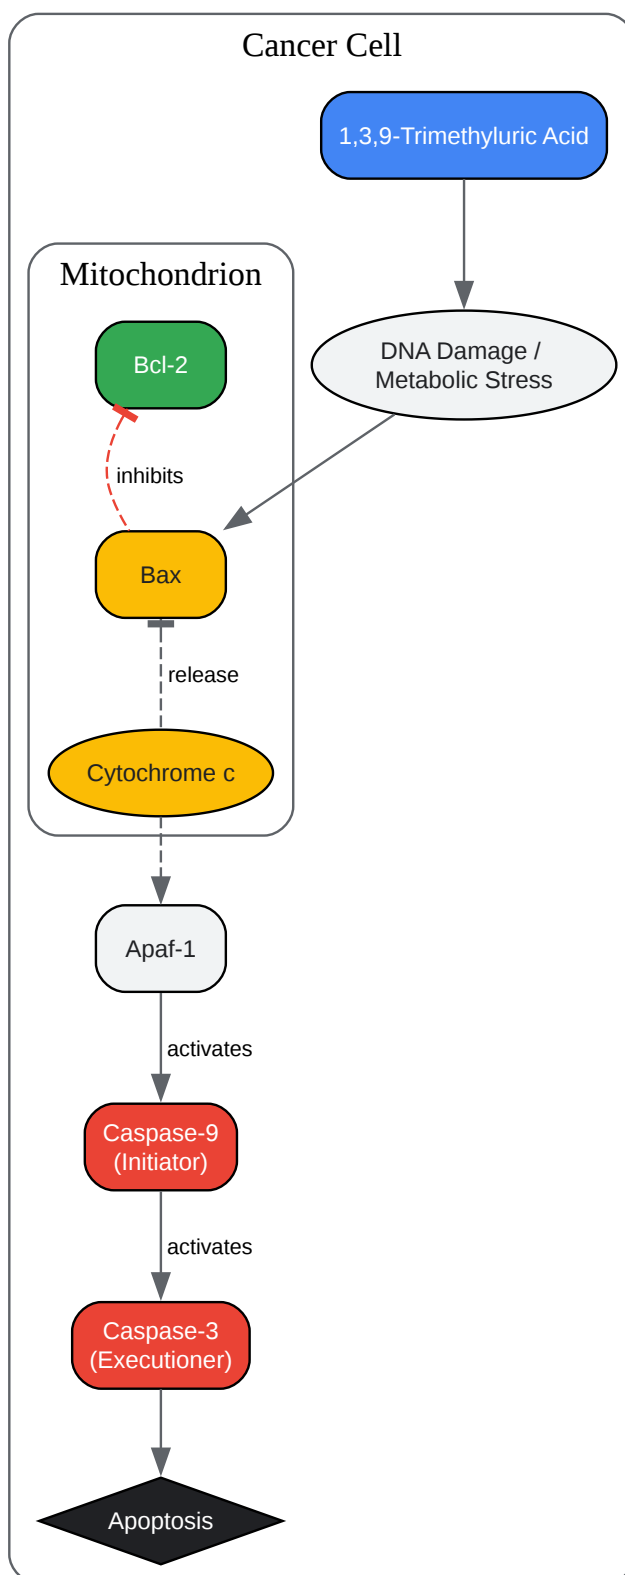 Cancer Cell
1,3,9-Trimethyluric Acid
Mitochondrion
Bcl-2
DNA Damage /
Metabolic Stress
inhibits
Bax
release
Cytochrome c
Apaf-1
activates
Caspase-9
(Initiator)
activates
Caspase-3
(Executioner)
Apoptosis